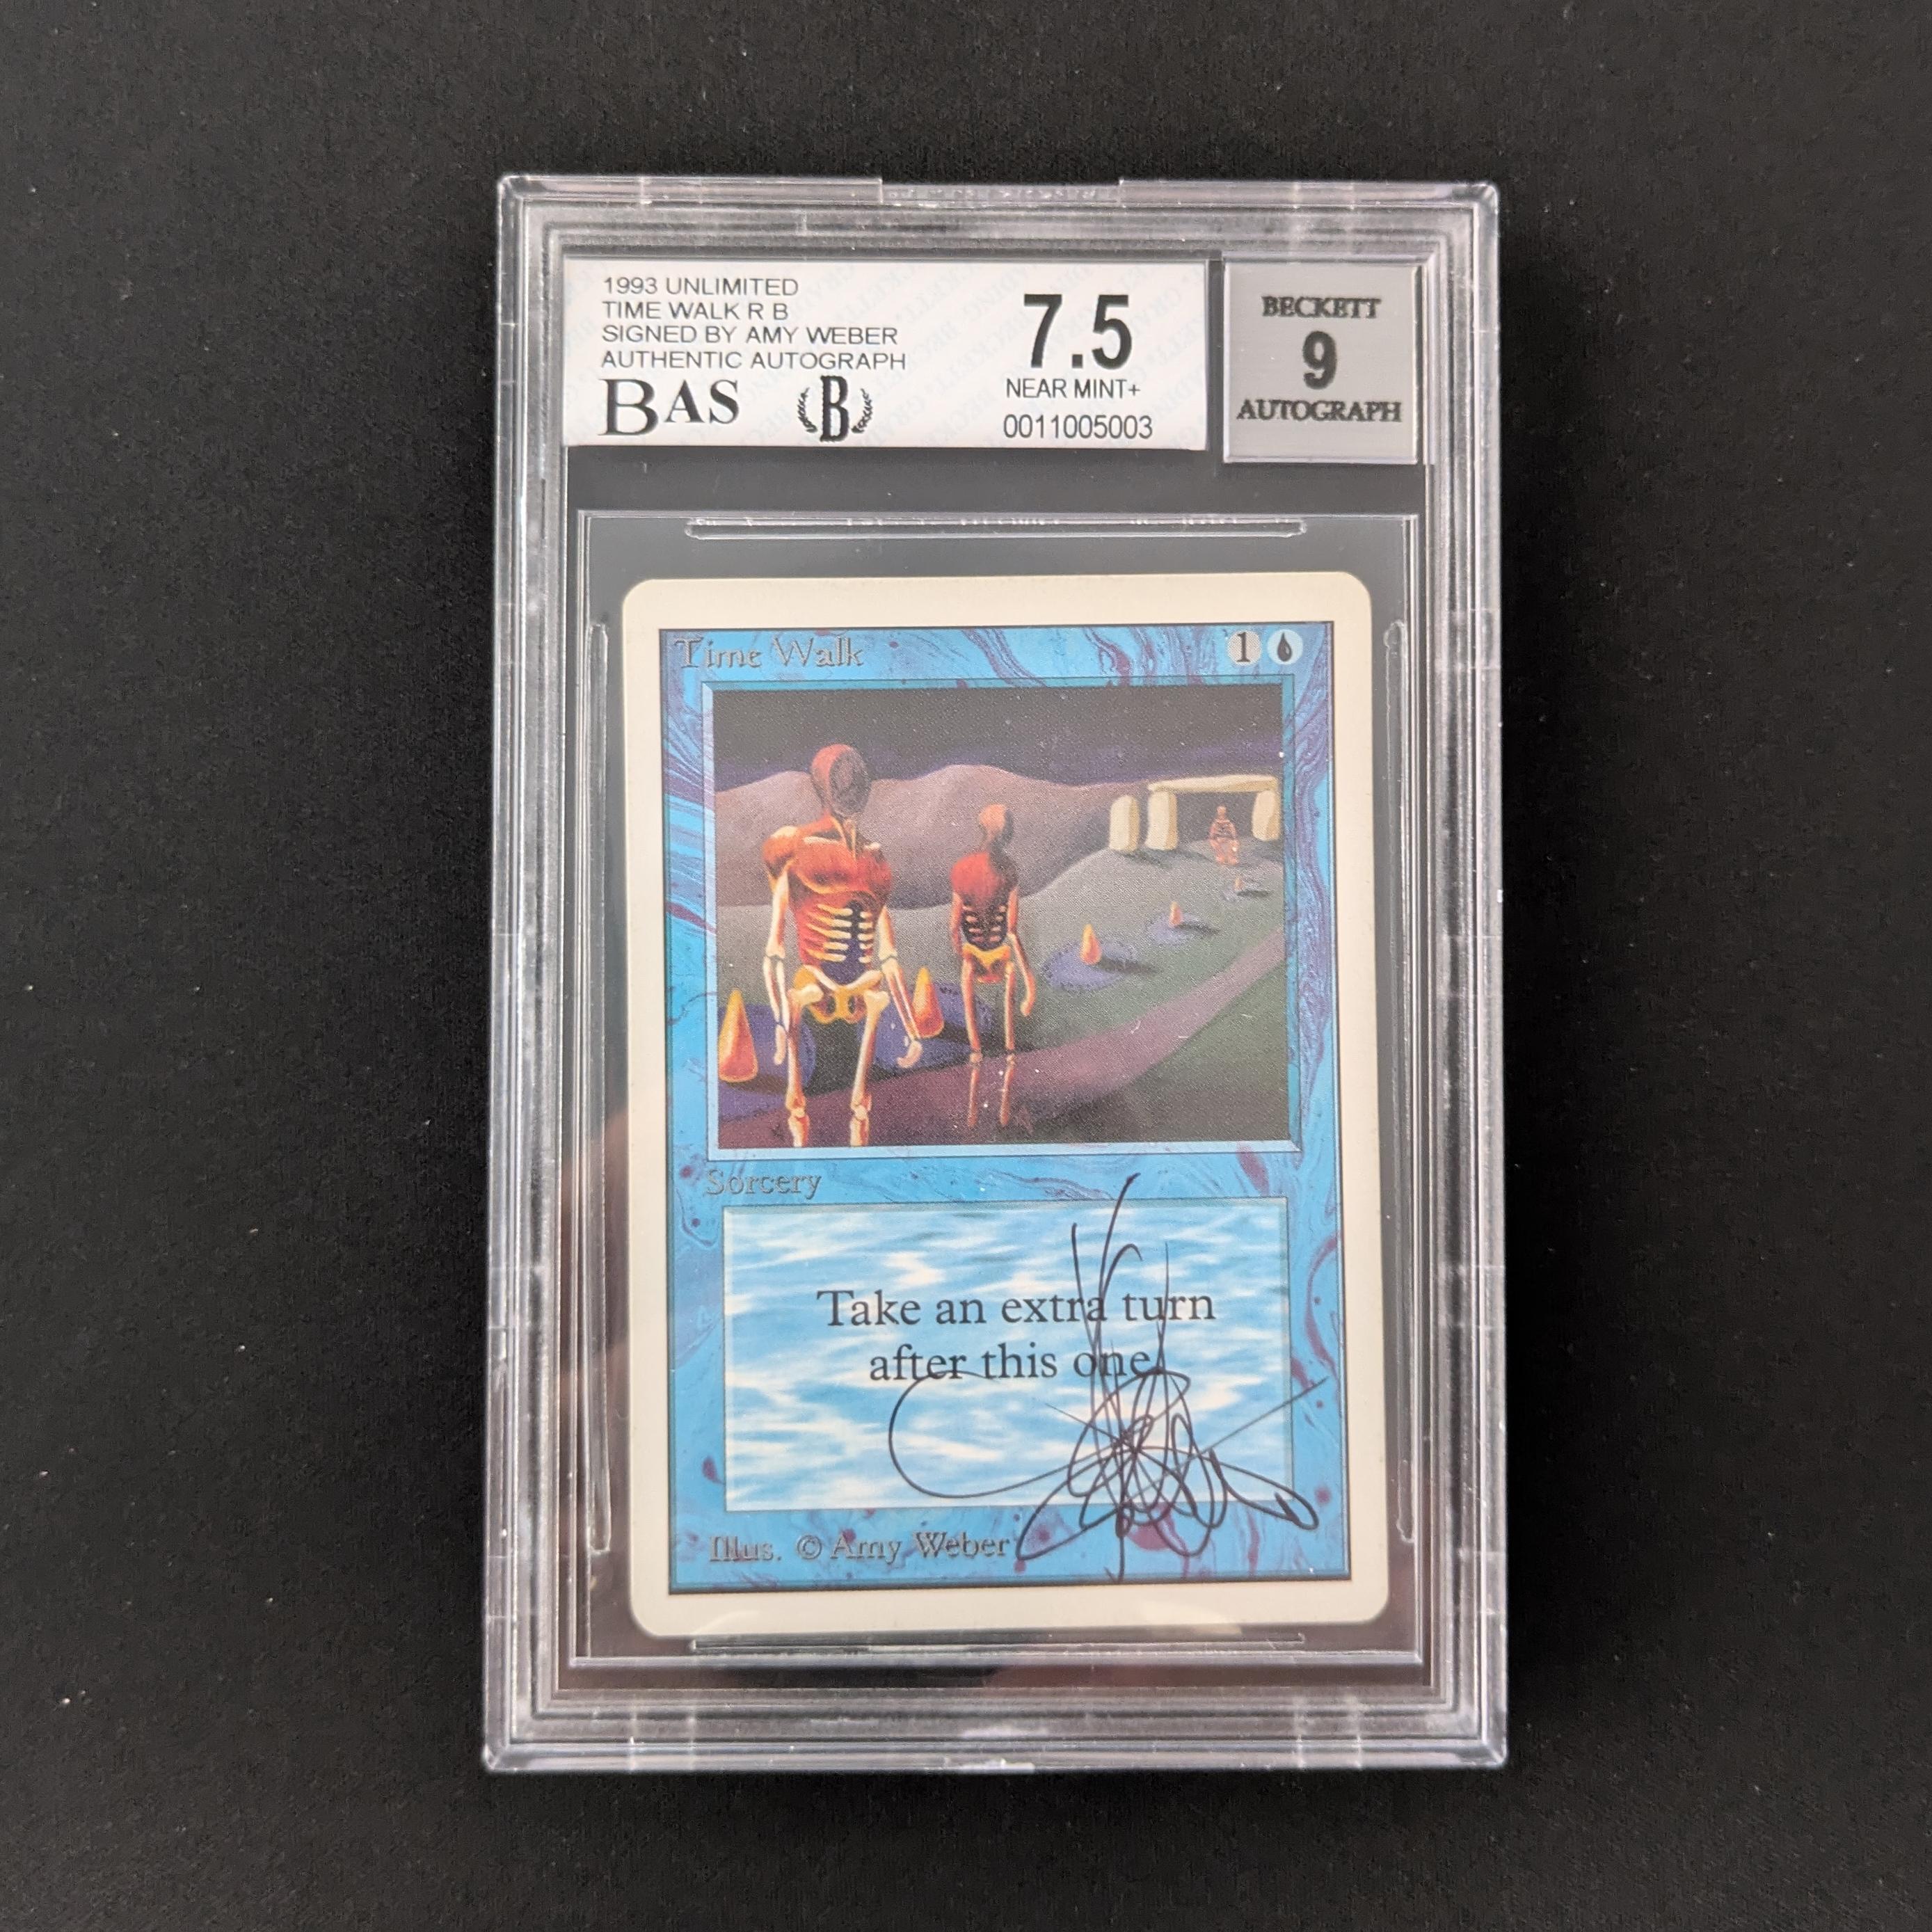 1993 UNLIMITED
TIME WALK R B
SIGNED BY AMY WEBER
AUTHENTIC AUTOGRAPH
BAS B
7.5
NEAR MINT+
0011005003
BECKETT
9
AUTOGRAPH
Time Walk 1
Sorcery
Take an extra turn
after this one.
Illus. © Amy Weber